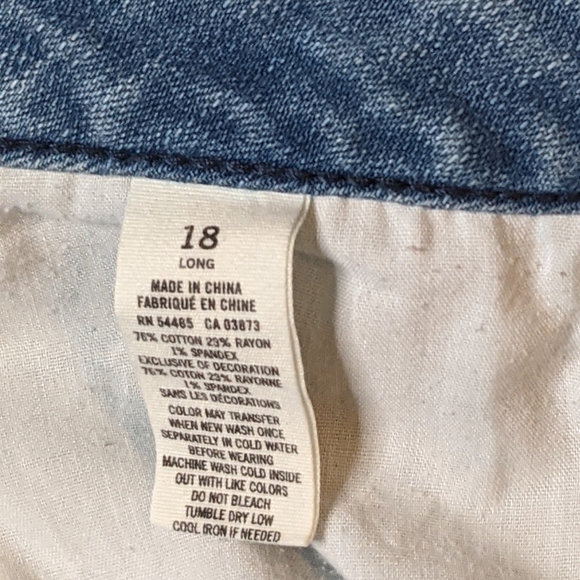 18
LONG
MADE IN CHINA
FABRIQUÉ EN CHINE
RN 54485 CA 03873
76% COTTON 23% RAYON
1% SPANDEX
EXCLUSIVE OF DECORATION
76% COTON 23% RAYONNE
1% SPANDEX
SANS LES DÉCORATIONS
COLOR MAY TRANSFER
WHEN NEW WASH ONCE
SEPARATELY IN COLD WATER
BEFORE WEARING
MACHINE WASH COLD INSIDE
OUT WITH LIKE COLORS
DO NOT BLEACH
TUMBLE DRY LOW
COOL IRON IF NEEDED